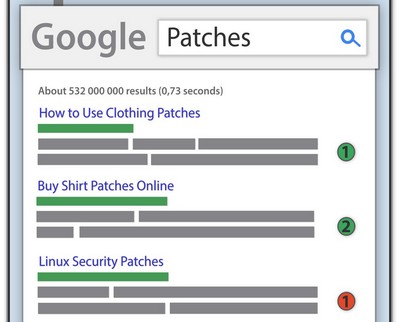 Google Patches
About 532 000 000 results (0,73 seconds)
How to Use Clothing Patches
1
Buy Shirt Patches Online
2
Linux Security Patches
1